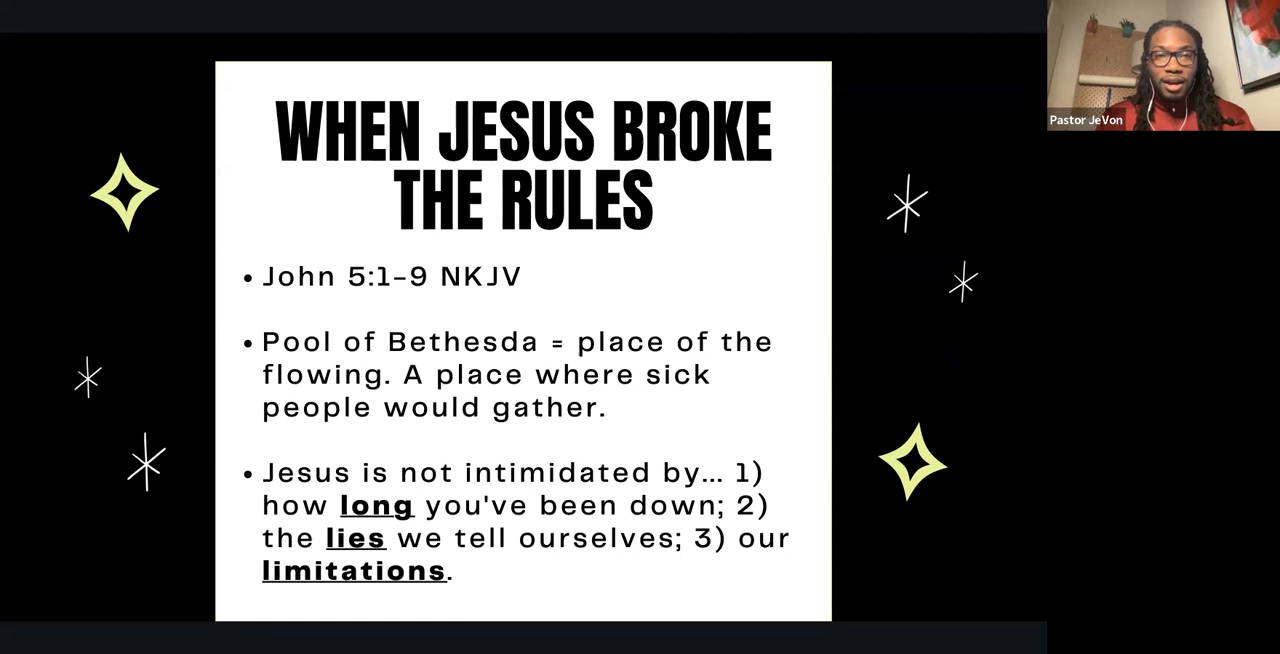 WHEN JESUS BROKE
THE RULES
• John 5:1-9 NKJV
• Pool of Bethesda = place of the
flowing. A place where sick
people would gather.
• Jesus is not intimidated by... 1)
how long you've been down; 2)
the lies we tell ourselves; 3) our
limitations.
Pastor JeVon